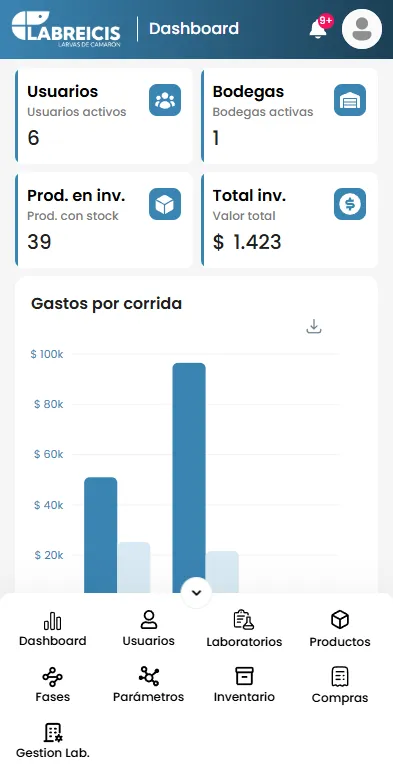 LABREICIS
LARVAS DE CAMARON
Dashboard
9+
Usuarios
Usuarios activos
6
Bodegas
Bodegas activas
1
Prod. en inv.
Prod. con stock
39
Total inv.
Valor total
$ 1.423
Gastos por corrida
$ 100k
$ 80k
$ 60k
$ 40k
$ 20k
Dashboard
Usuarios
Laboratorios
Productos
Fases
Parámetros
Inventario
Compras
Gestion Lab.